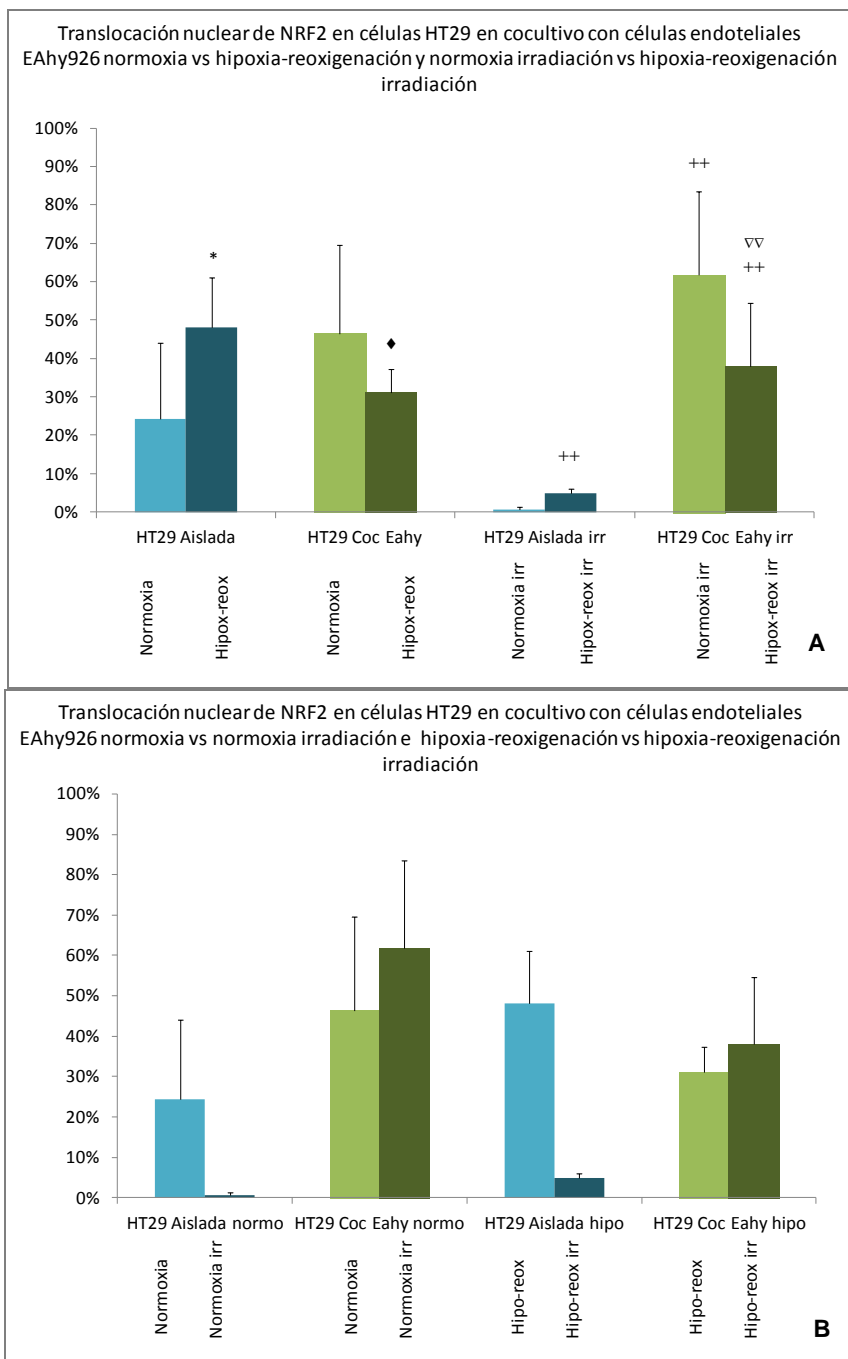 Translocación nuclear de NRF2 en células HT29 en cocultivo con células endoteliales
EAhy926 normoxia vs hipoxia-reoxigenación y normoxia irradiación vs hipoxia-reoxigenación
irradiación
100%
90%
80%
70%
60%
50%
40%
30%
20%
10%
0%
*
♦
++
++
▽▽
++
HT29 Aislada
HT29 Coc Eahy
HT29 Aislada irr
HT29 Coc Eahy irr
Normoxia
Hipox-reox
Normoxia
Hipox-reox
Normoxia irr
Hipox-reox irr
Normoxia irr
Hipox-reox irr
A
Translocación nuclear de NRF2 en células HT29 en cocultivo con células endoteliales
EAhy926 normoxia vs normoxia irradiación e hipoxia-reoxigenación vs hipoxia-reoxigenación
irradiación
100%
90%
80%
70%
60%
50%
40%
30%
20%
10%
0%
HT29 Aislada normo
HT29 Coc Eahy normo
HT29 Aislada hipo
HT29 Coc Eahy hipo
Normoxia
Normoxia irr
Normoxia
Normoxia irr
Hipo-reox
Hipo-reox irr
Hipo-reox
Hipo-reox irr
B